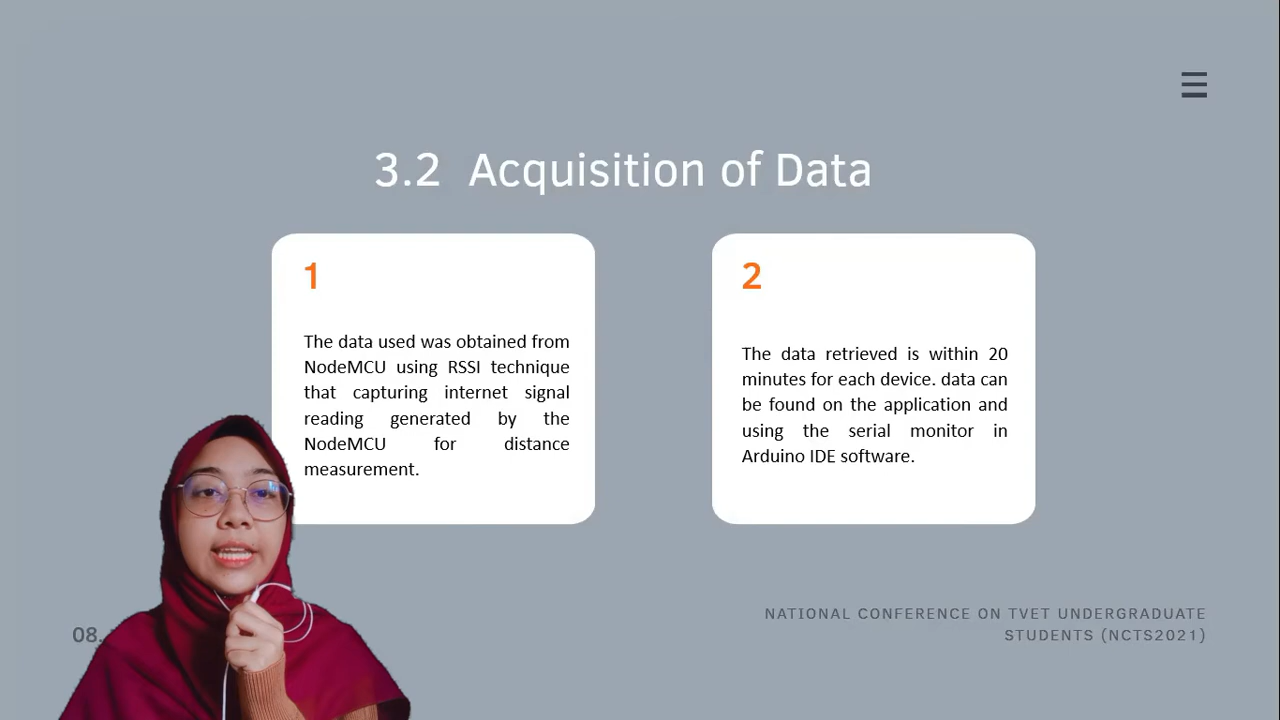 3.2 Acquisition of Data
1
The data used was obtained from
NodeMCU using RSSI technique
that capturing internet signal
reading generated by the
NodeMCU for distance
measurement.
2
The data retrieved is within 20
minutes for each device. data can
be found on the application and
using the serial monitor in
Arduino IDE software.
08.
NATIONAL CONFERENCE ON TVET UNDERGRADUATE
STUDENTS (NCTS2021)